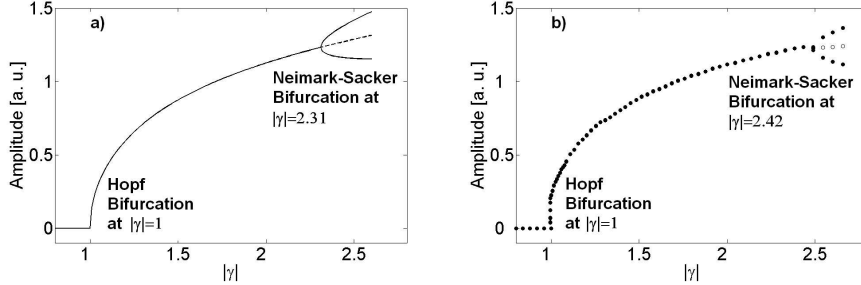 a)
Amplitude [a. u.]
1.5
1
0.5
0
Neimark-Sacker
Bifurcation at
|γ|=2.31
Hopf
Bifurcation
at |γ|=1
1
1.5
2
2.5
|γ|
b)
Amplitude [a. u.]
1.5
1
0.5
0
Neimark-Sacker
Bifurcation at
|γ|=2.42
Hopf
Bifurcation
at |γ|=1
1
1.5
2
2.5
|γ|